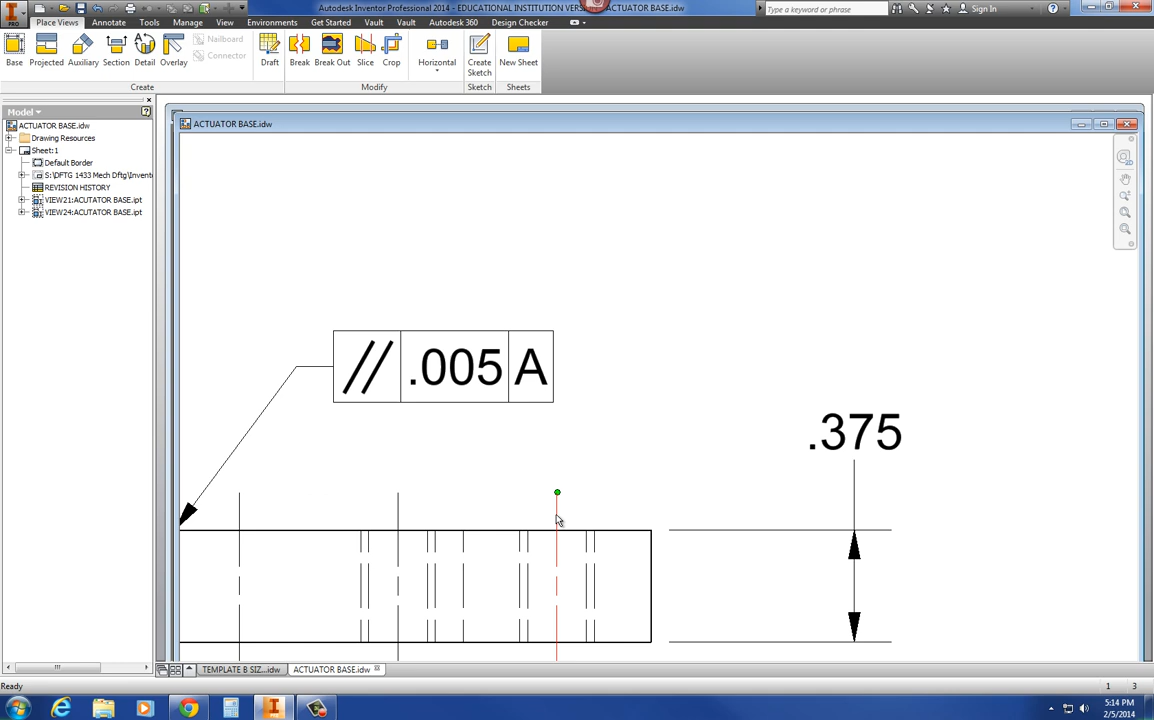 Autodesk Inventor Professional 2014 - EDUCATIONAL INSTITUTION VERS
ACTUATOR BASE.idw
Type a keyword or phrase
Sign In
PRO
Place Views
Annotate
Tools
Manage
View
Environments
Get Started
Vault
Vault
Autodesk 360
Design Checker
Base
Projected
Auxiliary
Section
Detail
Overlay
Nailboard
Connector
Draft
Break
Break Out
Slice
Crop
Horizontal
Create
Sketch
New Sheet
Create
Modify
Sketch
Sheets
Model
ACTUATOR BASE.idw
ACTUATOR BASE.idw
Drawing Resources
Sheet:1
Default Border
S:\DFTG 1433 Mech Dftg\Invent
REVISION HISTORY
VIEW21:ACUTATOR BASE.ipt
VIEW24:ACUTATOR BASE.ipt
// .005 A
.375
TEMPLATE B SIZ...idw
ACTUATOR BASE.idw
Ready
1
3
5:14 PM
2/5/2014